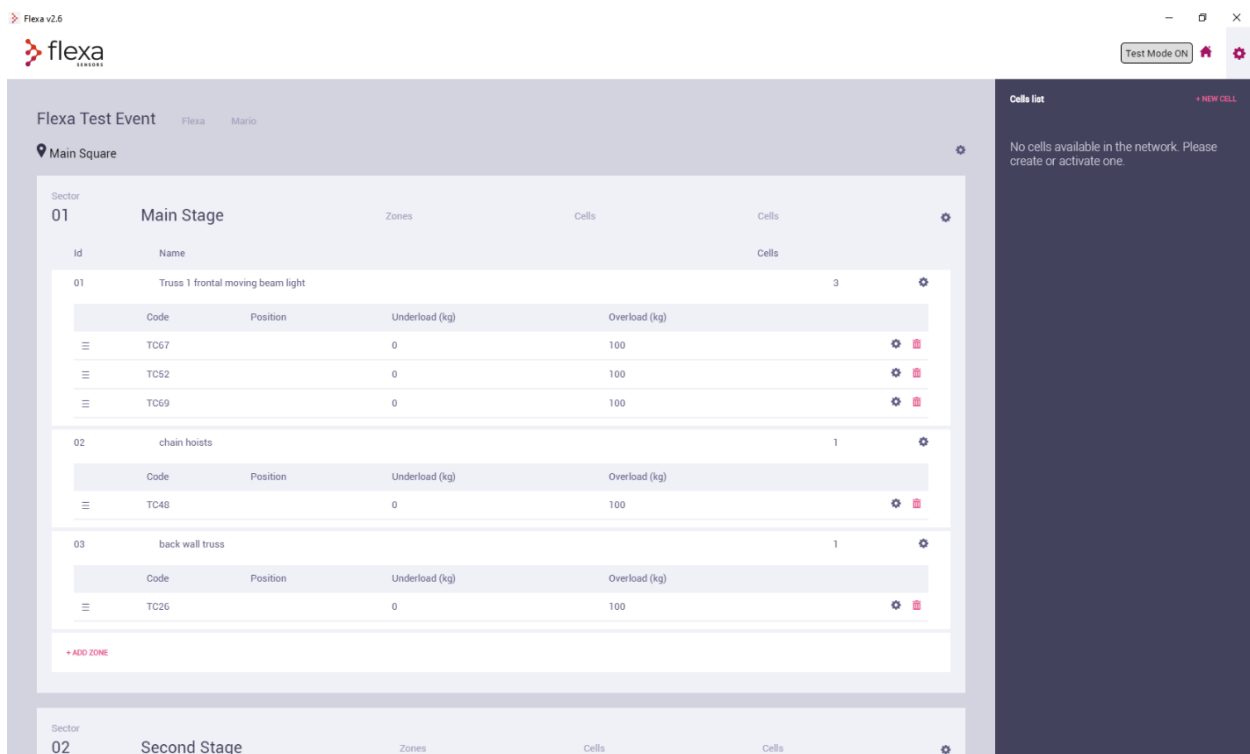 Flexa v2.6
flexa
SENSORS
Test Mode ON
Flexa Test Event Flexa Mario
Main Square
Sector
01 Main Stage Zones Cells Cells
Id Name Cells
01 Truss 1 frontal moving beam light 3
Code Position Underload (kg) Overload (kg)
TC67 0 100
TC52 0 100
TC69 0 100
02 chain hoists 1
Code Position Underload (kg) Overload (kg)
TC48 0 100
03 back wall truss 1
Code Position Underload (kg) Overload (kg)
TC26 0 100
+ ADD ZONE
Sector
02 Second Stage Zones Cells Cells
Cells list + NEW CELL
No cells available in the network. Please
create or activate one.